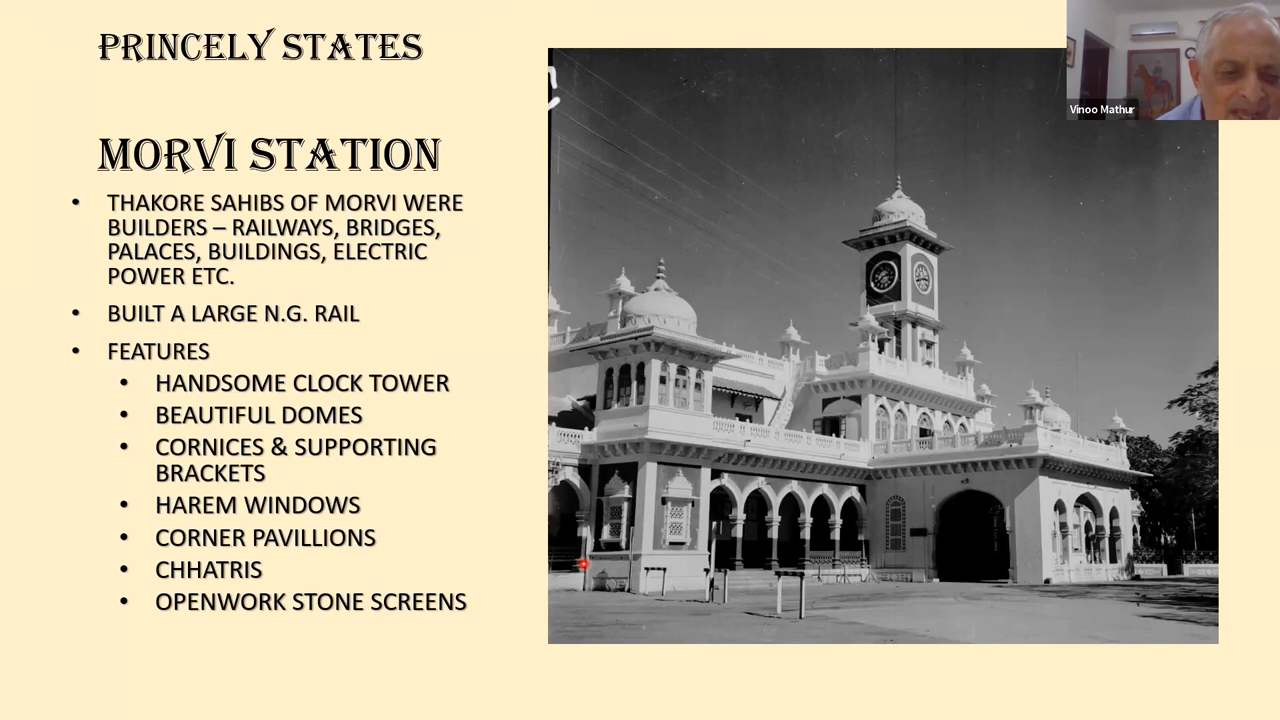 PRINCELY STATES
MORVI STATION
• THAKORE SAHIBS OF MORVI WERE
BUILDERS – RAILWAYS, BRIDGES,
PALACES, BUILDINGS, ELECTRIC
POWER ETC.
• BUILT A LARGE N.G. RAIL
• FEATURES
• HANDSOME CLOCK TOWER
• BEAUTIFUL DOMES
• CORNICES & SUPPORTING
BRACKETS
• HAREM WINDOWS
• CORNER PAVILLIONS
• CHHATRIS
• OPENWORK STONE SCREENS
Vinoo Mathur